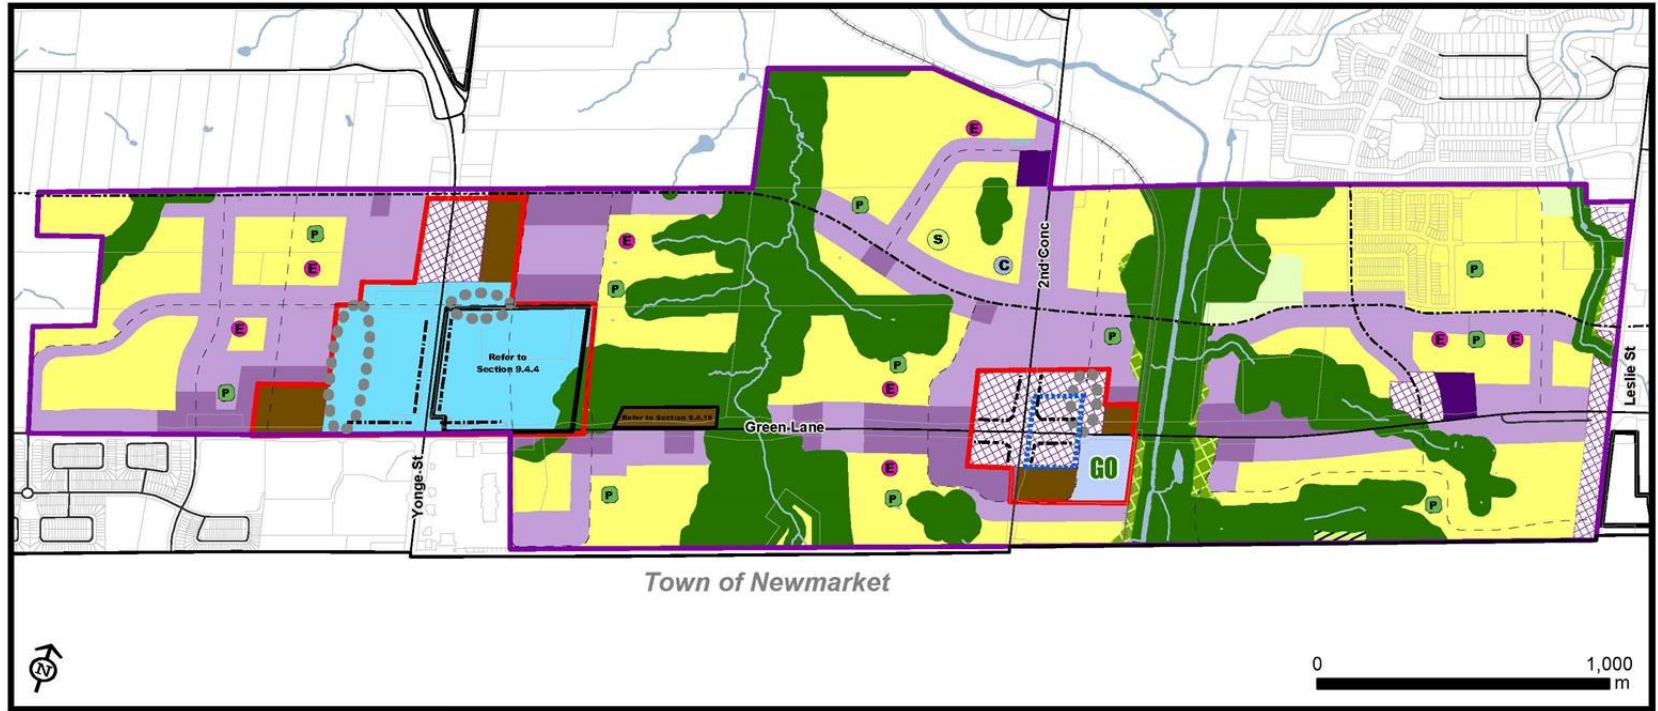 E
P
P
S
E
2nd Conc
P
E
C
P
E
P
E
P
Refer to
Section 9.4.4
P
E
P
E
Leslie St
P
E
Refer to Section 9.4.16
Green Lane
Yonge St
E
GO
P
P
P
Town of Newmarket
N
0
1,000
m